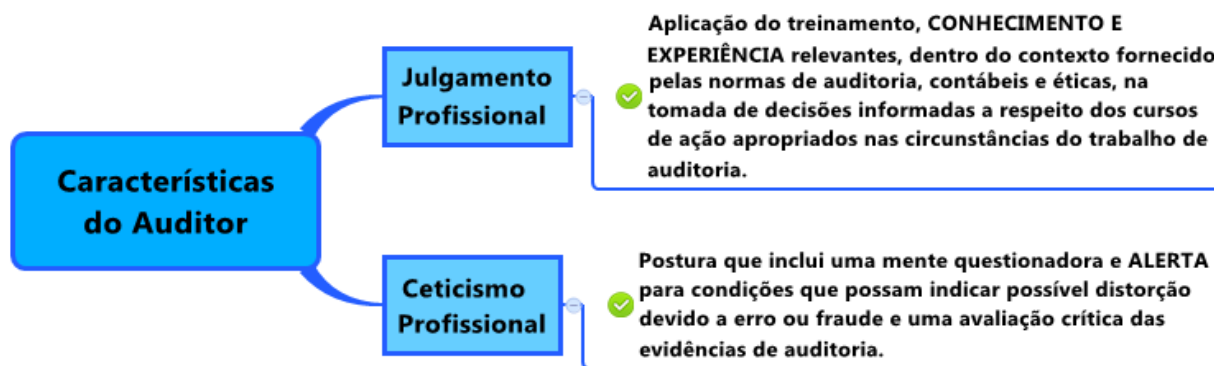 Características
do Auditor
Julgamento
Profissional
Aplicação do treinamento, CONHECIMENTO E
EXPERIÊNCIA relevantes, dentro do contexto fornecido
pelas normas de auditoria, contábeis e éticas, na
tomada de decisões informadas a respeito dos cursos
de ação apropriados nas circunstâncias do trabalho de
auditoria.
Ceticismo
Profissional
Postura que inclui uma mente questionadora e ALERTA
para condições que possam indicar possível distorção
devido a erro ou fraude e uma avaliação crítica das
evidências de auditoria.